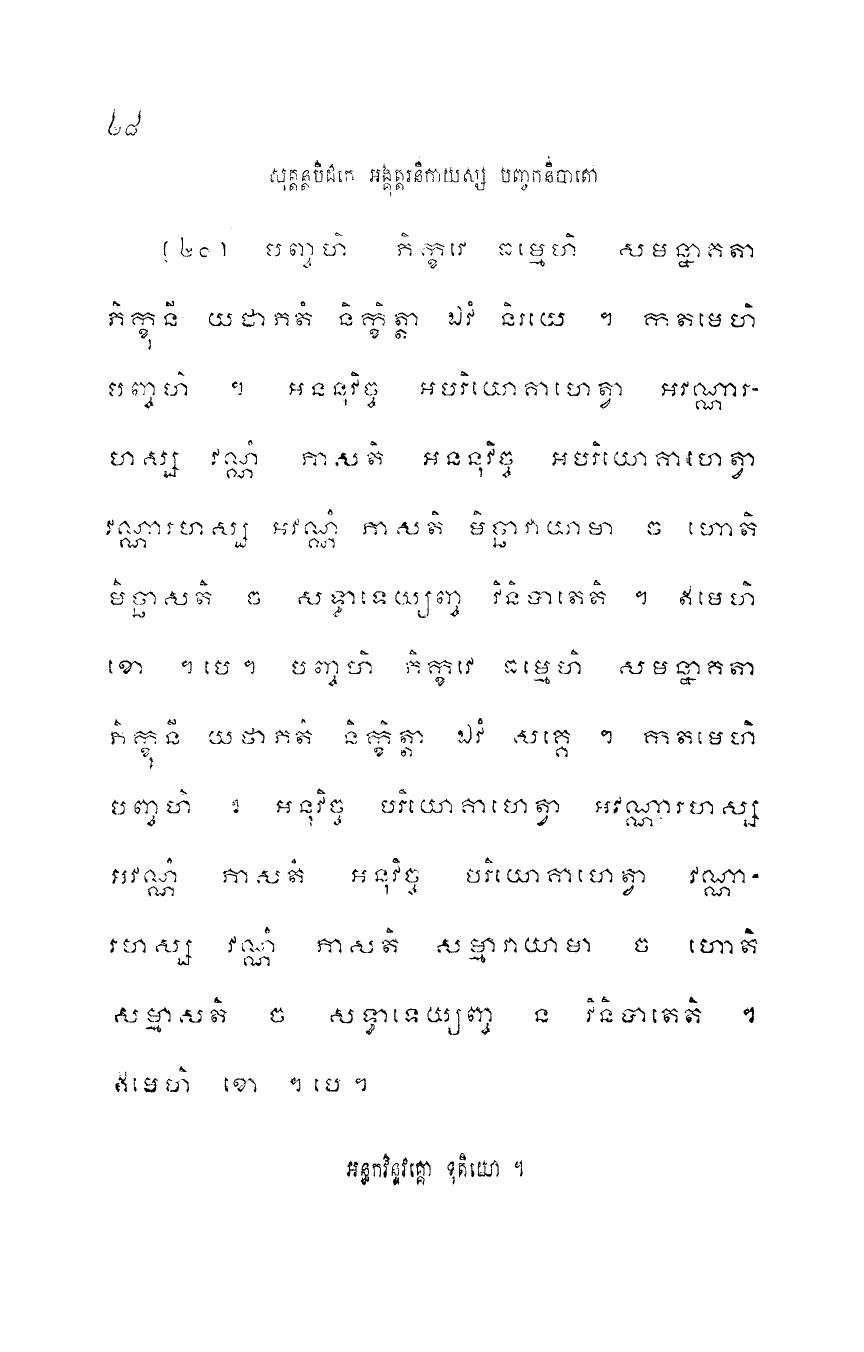 ២៨
សុត្តន្តបិដកេ អង្គុត្តរនិកាយស្ស បញ្ចកនិបាតោ
[២០] បញ្ចហិ ភិក្ខវេ ធម្មេហិ សមន្នាគតា
ភិក្ខុនី យថាភតំ និក្ខិត្តា ឯវំ និរយេ ។ កតមេហិ
បញ្ចហិ ។ អននុវិច្ច អបរិយោគាហេត្វា អវណ្ណារ-
ហស្ស វណ្ណំ ភាសតិ អននុវិច្ច អបរិយោគាហេត្វា
វណ្ណារហស្ស អវណ្ណំ ភាសតិ មិច្ឆាវាយាមា ច ហោតិ
មិច្ឆាសតិ ច សទ្ធាទេយ្យញ្ច វិនិបាតេតិ ។ ឥមេហិ
ខោ ។ បេ ។ បញ្ចហិ ភិក្ខវេ ធម្មេហិ សមន្នាគតា
ភិក្ខុនី យថាភតំ និក្ខិត្តា ឯវំ សគ្គេ ។ កតមេហិ
បញ្ចហិ ។ អនុវិច្ច បរិយោគាហេត្វា អវណ្ណារហស្ស
អវណ្ណំ ភាសតិ អនុវិច្ច បរិយោគាហេត្វា វណ្ណា-
រហស្ស វណ្ណំ ភាសតិ សម្មាវាយាមា ច ហោតិ
សម្មាសតិ ច សទ្ធាទេយ្យញ្ច ន វិនិបាតេតិ ។
ឥមេហិ ខោ ។ បេ ។
អន្ធកវិន្ទវគ្គោ ទុតិយោ ។